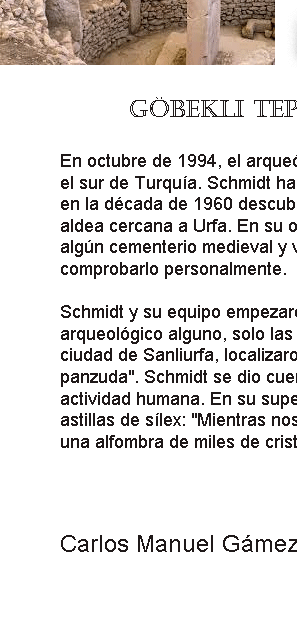 GÖBEKLI TEP
En octubre de 1994, el arqueó
el sur de Turquía. Schmidt ha
en la década de 1960 descub
aldea cercana a Urfa. En su o
algún cementerio medieval y v
comprobarlo personalmente.
Schmidt y su equipo empezaro
arqueológico alguno, solo las
ciudad de Sanliurfa, localizaro
panzuda". Schmidt se dio cuen
actividad humana. En su supe
astillas de sílex: "Mientras nos
una alfombra de miles de crist
Carlos Manuel Gámez